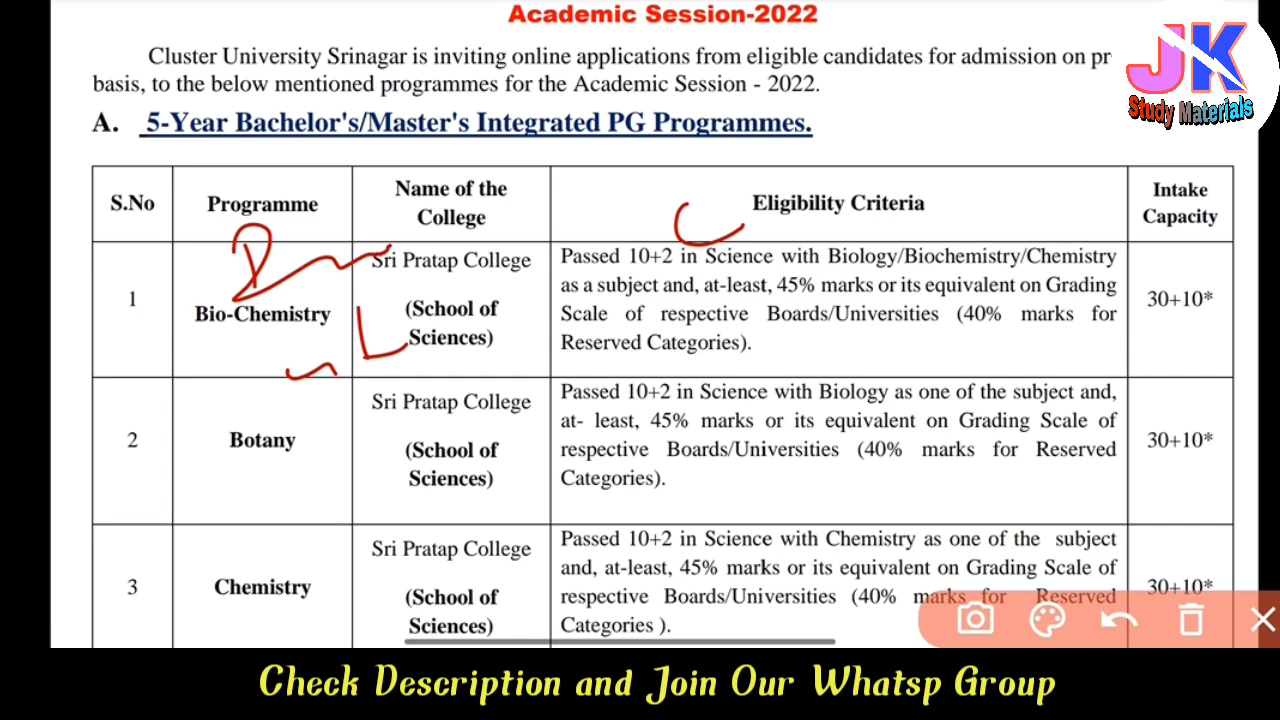 Academic Session-2022
Cluster University Srinagar is inviting online applications from eligible candidates for admission on pr
basis, to the below mentioned programmes for the Academic Session - 2022.
JK
Study Materials
A. 5-Year Bachelor's/Master's Integrated PG Programmes.
S.No
Programme
Name of the
College
Eligibility Criteria
Intake
Capacity
1
Bio-Chemistry
Sri Pratap College
(School of
Sciences)
Passed 10+2 in Science with Biology/Biochemistry/Chemistry
as a subject and, at-least, 45% marks or its equivalent on Grading
Scale of respective Boards/Universities (40% marks for
Reserved Categories).
30+10*
2
Botany
Sri Pratap College
(School of
Sciences)
Passed 10+2 in Science with Biology as one of the subject and,
at- least, 45% marks or its equivalent on Grading Scale of
respective Boards/Universities (40% marks for Reserved
Categories).
30+10*
3
Chemistry
Sri Pratap College
(School of
Sciences)
Passed 10+2 in Science with Chemistry as one of the subject
and, at-least, 45% marks or its equivalent on Grading Scale of
respective Boards/Universities (40% marks for Reserved
Categories ).
30+10*
Check Description and Join Our Whatsp Group